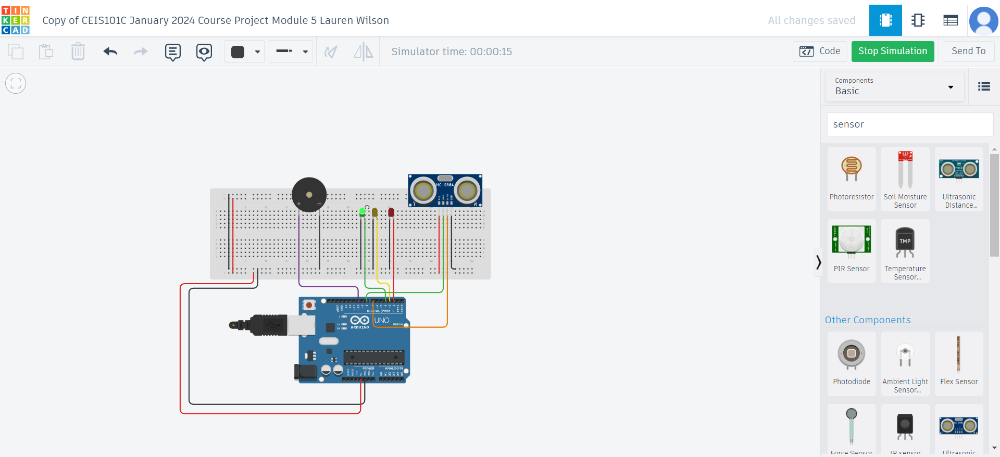 TIN
KER
CAD
Copy of CEIS101C January 2024 Course Project Module 5 Lauren Wilson
All changes saved
Simulator time: 00:00:15
Code
Stop Simulation
Send To
Components
Basic
sensor
Photoresistor
Soil Moisture
Sensor
Ultrasonic
Distance...
TMP
PIR Sensor
Temperature
Sensor...
Other Components
Photodiode
Ambient Light
Sensor...
Flex Sensor
Force Sensor
IR sensor
Ultrasonic
HC-SR04
DIGITAL (PWM~)
UNO
ARDUINO
TX
RX
L
ON
POWER
ANALOG IN